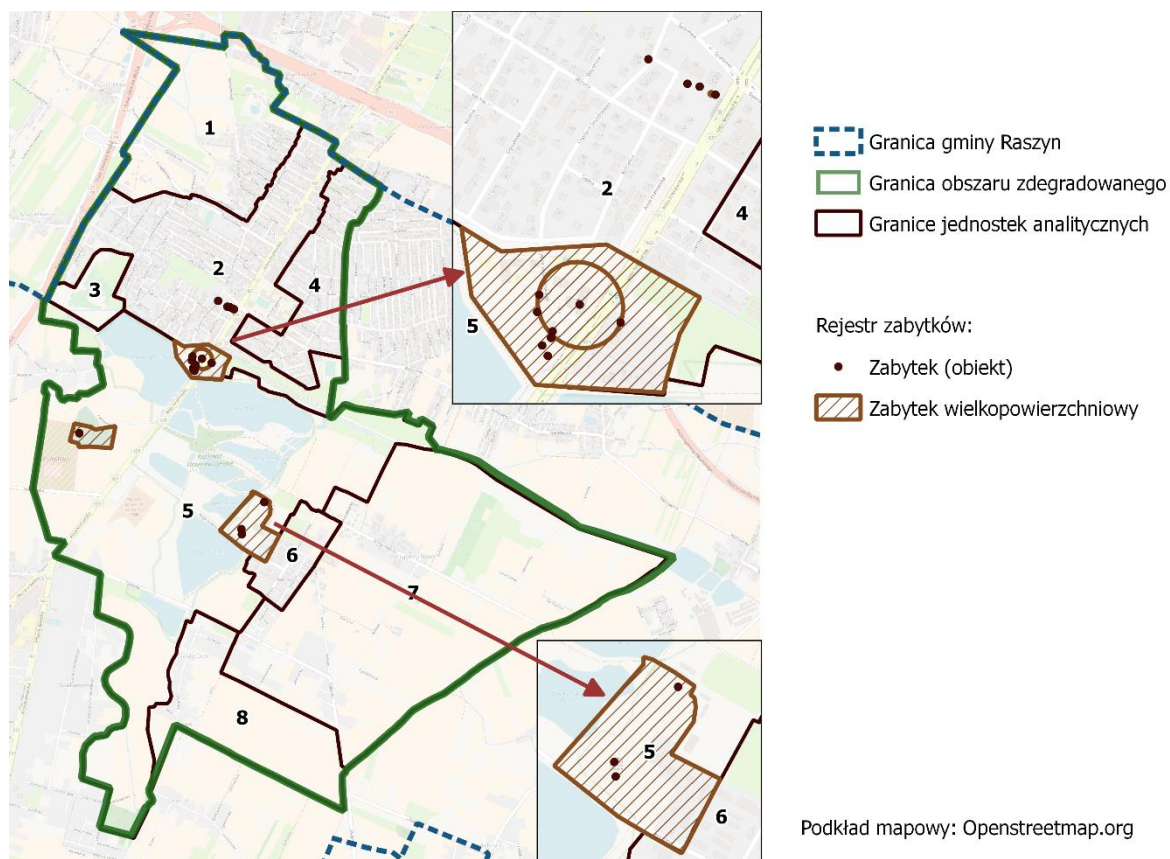 1
2
3
4
5
6
7
8
2
4
5
5
6
Granica gminy Raszyn
Granica obszaru zdegradowanego
Granice jednostek analitycznych
Rejestr zabytków:
Zabytek (obiekt)
Zabytek wielkopowierzchniowy
Podkład mapowy: Openstreetmap.org